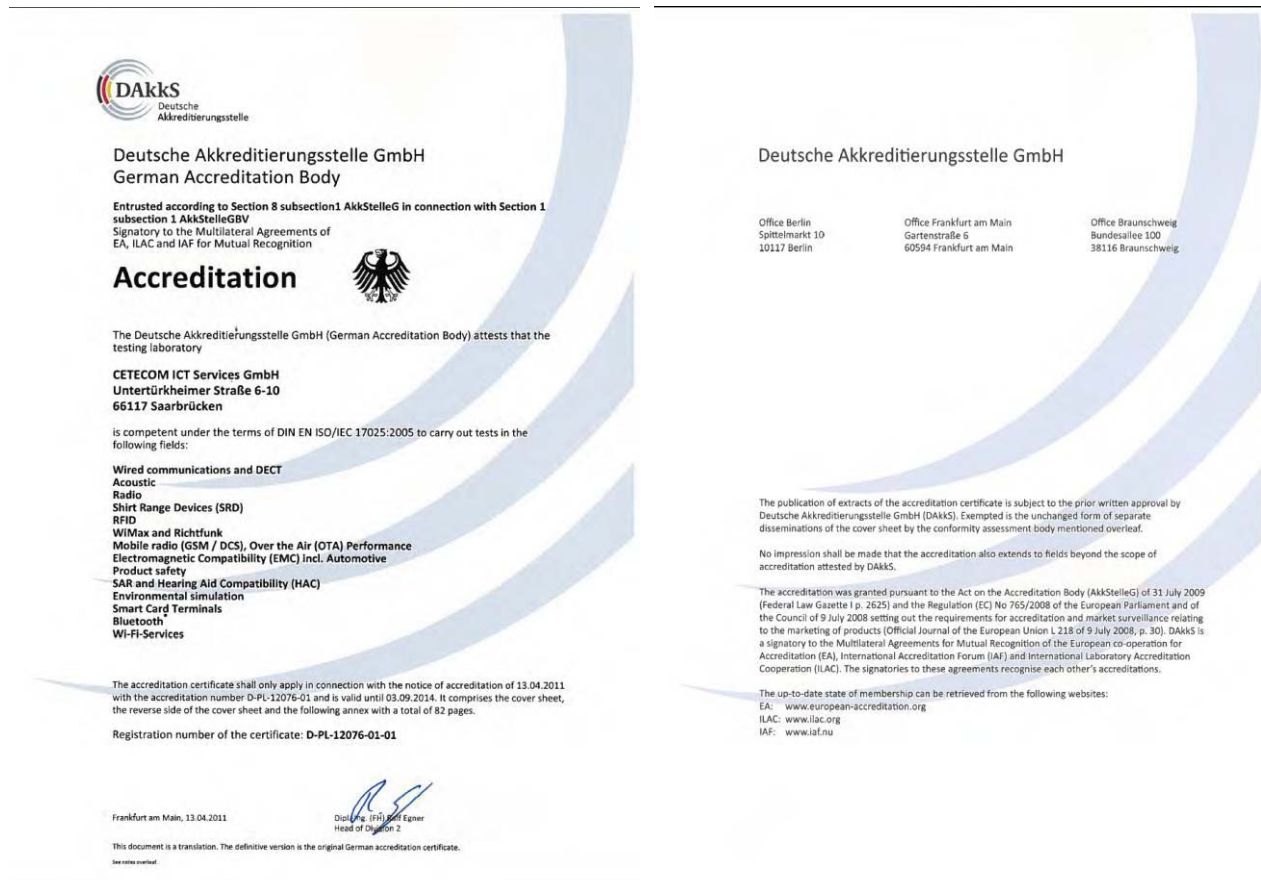 DAkkS
Deutsche
Akkreditierungsstelle
Deutsche Akkreditierungsstelle GmbH
German Accreditation Body
Entrusted according to Section 8 subsection1 AkkStelleG in connection with Section 1
subsection 1 AkkStelleGBV
Signatory to the Multilateral Agreements of
EA, ILAC and IAF for Mutual Recognition
Accreditation
The Deutsche Akkreditierungsstelle GmbH (German Accreditation Body) attests that the
testing laboratory
CETECOM ICT Services GmbH
Untertürkheimer Straße 6-10
66117 Saarbrücken
is competent under the terms of DIN EN ISO/IEC 17025:2005 to carry out tests in the
following fields:
Wired communications and DECT
Acoustic
Radio
Shirt Range Devices (SRD)
RFID
WiMax and Richtfunk
Mobile radio (GSM / DCS), Over the Air (OTA) Performance
Electromagnetic Compatibility (EMC) incl. Automotive
Product safety
SAR and Hearing Aid Compatibility (HAC)
Environmental simulation
Smart Card Terminals
Bluetooth
Wi-Fi-Services
The accreditation certificate shall only apply in connection with the notice of accreditation of 13.04.2011
with the accreditation number D-PL-12076-01 and is valid until 03.09.2014. It comprises the cover sheet,
the reverse side of the cover sheet and the following annex with a total of 82 pages.
Registration number of the certificate: D-PL-12076-01-01
Frankfurt am Main, 13.04.2011
(FH) Egner
Head of Division 2
This document is a translation. The definitive version is the original German accreditation certificate.
See notes overleaf.
Deutsche Akkreditierungsstelle GmbH
Office Berlin
Spittelmarkt 10
10117 Berlin
Office Frankfurt am Main
Gartenstraße 6
60594 Frankfurt am Main
Office Braunschweig
Bundesallee 100
38116 Braunschweig
The publication of extracts of the accreditation certificate is subject to the prior written approval by
Deutsche Akkreditierungsstelle GmbH (DAkkS). Exempted is the unchanged form of separate
disseminations of the cover sheet by the conformity assessment body mentioned overleaf.
No impression shall be made that the accreditation also extends to fields beyond the scope of
accreditation attested by DAkkS.
The accreditation was granted pursuant to the Act on the Accreditation Body (AkkStelleG) of 31 July 2009
(Federal Law Gazette I p. 2625) and the Regulation (EC) No 765/2008 of the European Parliament and of
the Council of 9 July 2008 setting out the requirements for accreditation and market surveillance relating
to the marketing of products (Official Journal of the European Union L 218 of 9 July 2008, p. 30). DAkkS is
a signatory to the Multilateral Agreements for Mutual Recognition of the European co-operation for
Accreditation (EA), International Accreditation Forum (IAF) and International Laboratory Accreditation
Cooperation (ILAC). The signatories to these agreements recognise each other's accreditations.
The up-to-date state of membership can be retrieved from the following websites:
EA: www.european-accreditation.org
ILAC: www.ilac.org
IAF: www.iaf.nu